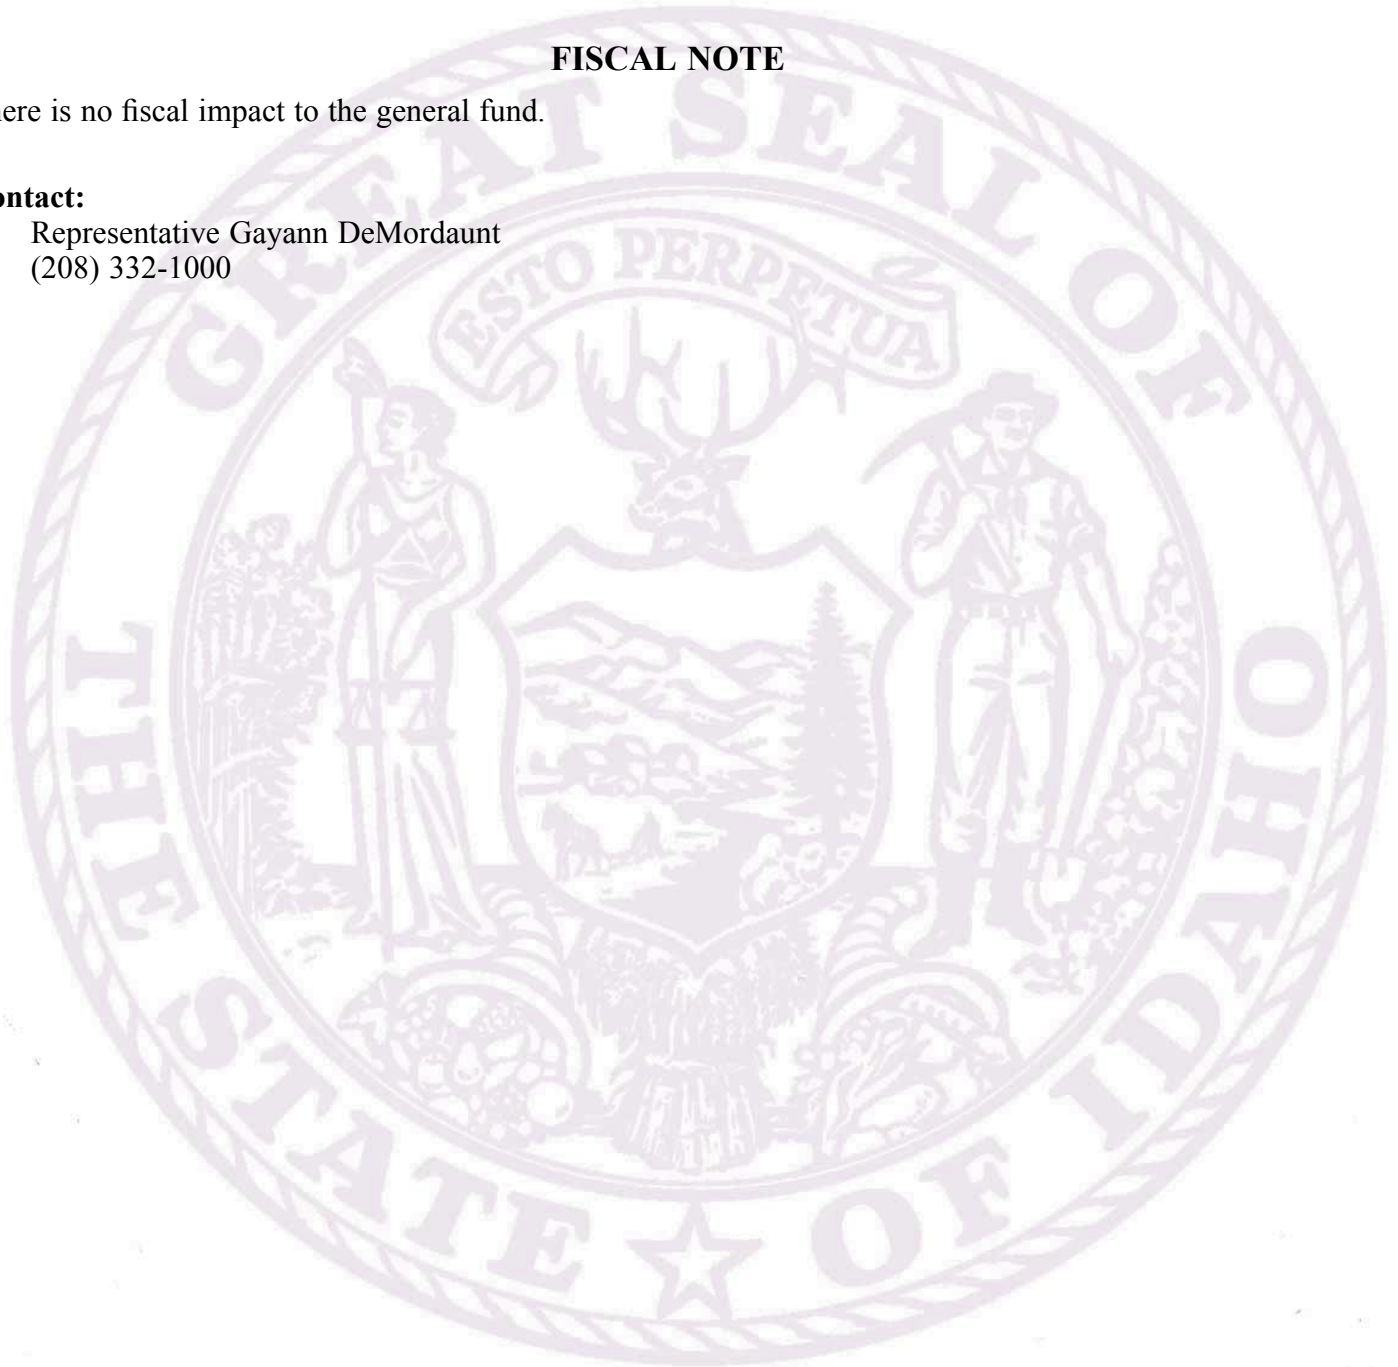 FISCAL NOTE
here is no fiscal impact to the general fund.
ontact:
Representative Gayann DeMordaunt
(208) 332-1000
GREAT SEAL OF
THE STATE OF IDAHO
ESTO PERPETUA